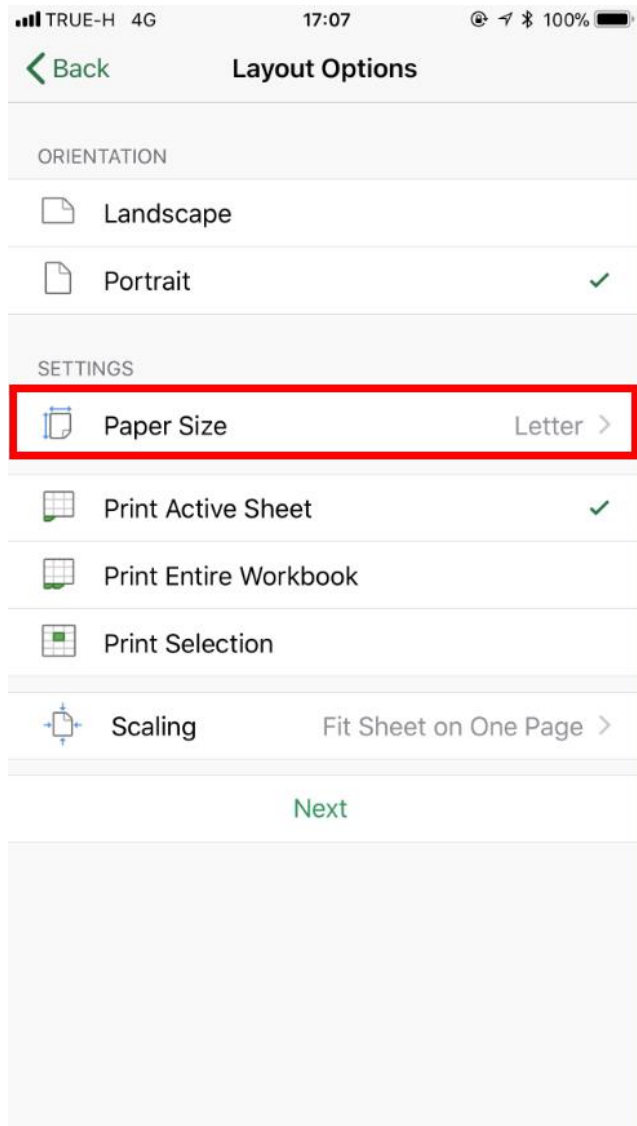 TRUE-H 4G 17:07 100%
Back Layout Options
ORIENTATION
Landscape
Portrait
SETTINGS
Paper Size Letter
Print Active Sheet
Print Entire Workbook
Print Selection
Scaling Fit Sheet on One Page
Next